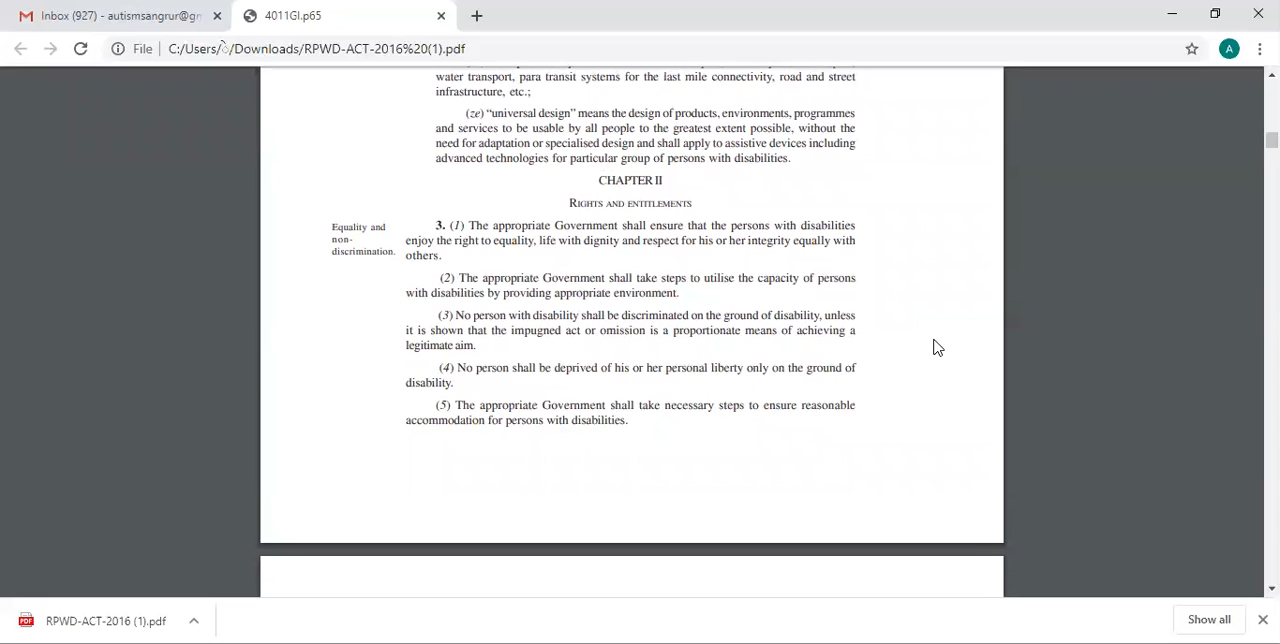 Inbox (927) - autismsangrur@gm
4011GI.p65
File
C:/Users/ /Downloads/RPWD-ACT-2016%20(1).pdf
A
water transport, para transit systems for the last mile connectivity, road and street
infrastructure, etc.;
(ze) “universal design” means the design of products, environments, programmes
and services to be usable by all people to the greatest extent possible, without the
need for adaptation or specialised design and shall apply to assistive devices including
advanced technologies for particular group of persons with disabilities.
CHAPTER II
RIGHTS AND ENTITLEMENTS
Equality and
non-
discrimination.
3. (1) The appropriate Government shall ensure that the persons with disabilities
enjoy the right to equality, life with dignity and respect for his or her integrity equally with
others.
(2) The appropriate Government shall take steps to utilise the capacity of persons
with disabilities by providing appropriate environment.
(3) No person with disability shall be discriminated on the ground of disability, unless
it is shown that the impugned act or omission is a proportionate means of achieving a
legitimate aim.
(4) No person shall be deprived of his or her personal liberty only on the ground of
disability.
(5) The appropriate Government shall take necessary steps to ensure reasonable
accommodation for persons with disabilities.
RPWD-ACT-2016 (1).pdf
Show all